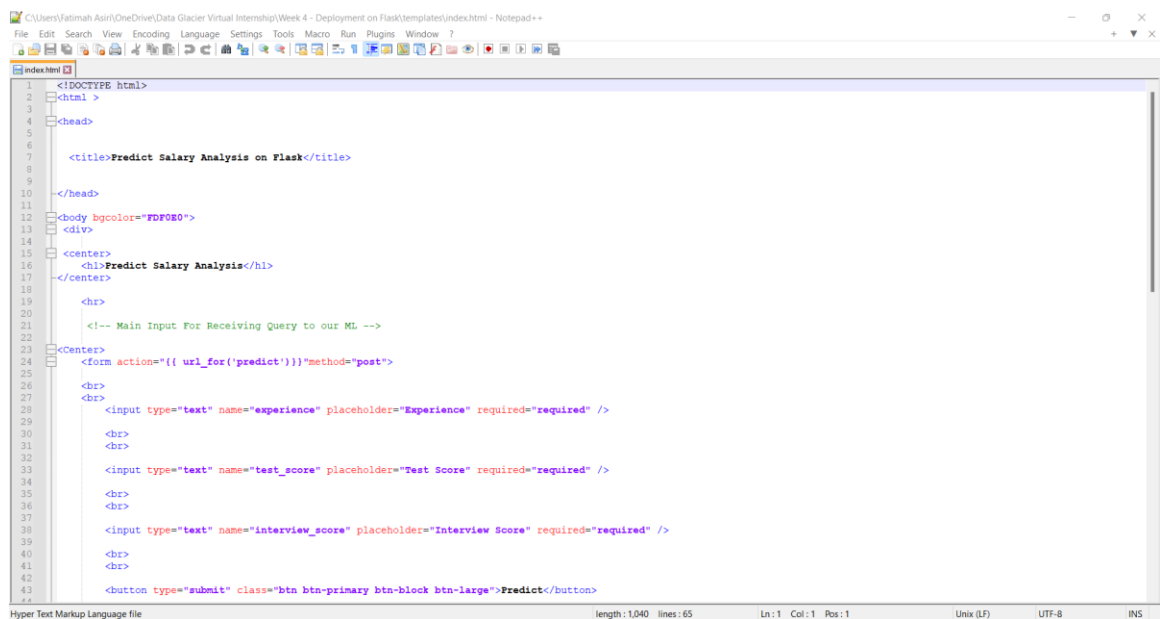 C:\Users\Fatimah Asiri\OneDrive\Data Glacier Virtual Internship\Week 4 - Deployment on Flask\templates\index.html - Notepad++
File Edit Search View Encoding Language Settings Tools Macro Run Plugins Window ?
index.html
1 <!DOCTYPE html>
2 <html >
3
4 <head>
5
6
7 <title>Predict Salary Analysis on Flask</title>
8
9
10 </head>
11
12 <body bgcolor="FDF0E0">
13 <div>
14
15 <center>
16 <h1>Predict Salary Analysis</h1>
17 </center>
18
19 <hr>
20
21 <!-- Main Input For Receiving Query to our ML -->
22
23 <Center>
24 <form action="{{ url_for('predict')}}"method="post">
25
26 <br>
27 <br>
28 <input type="text" name="experience" placeholder="Experience" required="required" />
29
30 <br>
31 <br>
32
33 <input type="text" name="test_score" placeholder="Test Score" required="required" />
34
35 <br>
36 <br>
37
38 <input type="text" name="interview_score" placeholder="Interview Score" required="required" />
39
40 <br>
41 <br>
42
43 <button type="submit" class="btn btn-primary btn-block btn-large">Predict</button>
Hyper Text Markup Language file length : 1,040 lines : 65 Ln : 1 Col : 1 Pos : 1 Unix (LF) UTF-8 INS